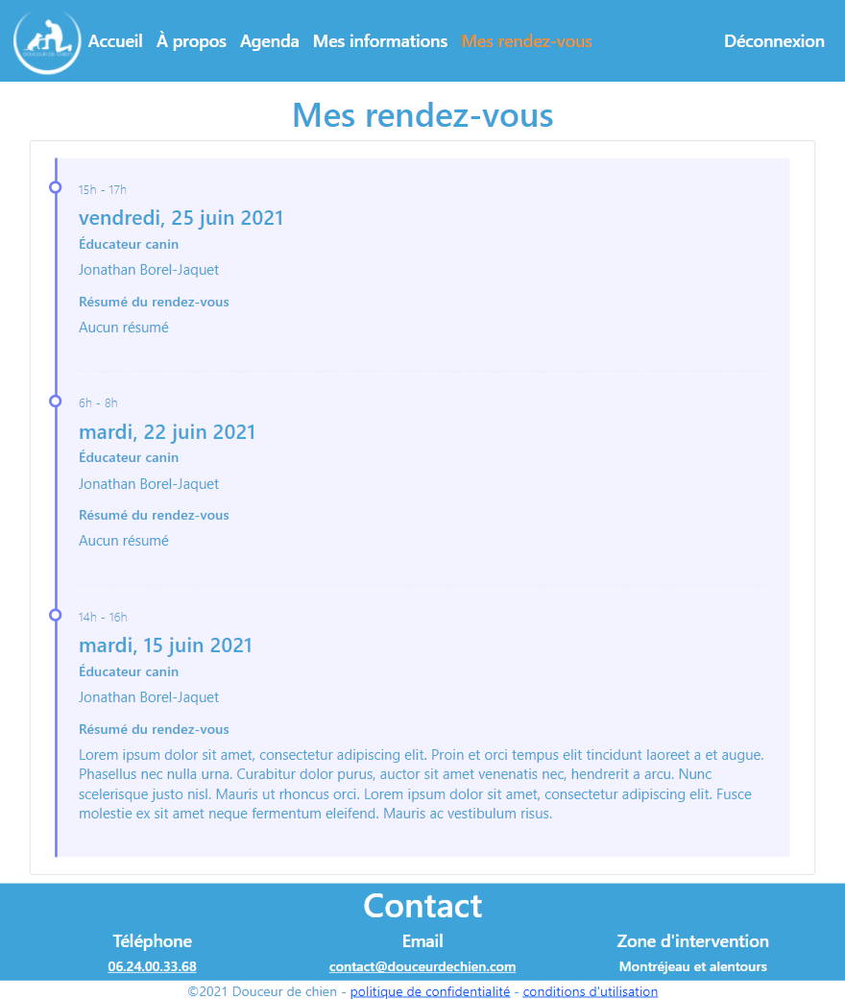 DOUCEUR DE CHIEN
Accueil À propos Agenda Mes informations Mes rendez-vous Déconnexion
Mes rendez-vous
15h - 17h
vendredi, 25 juin 2021
Éducateur canin
Jonathan Borel-Jaquet
Résumé du rendez-vous
Aucun résumé
6h - 8h
mardi, 22 juin 2021
Éducateur canin
Jonathan Borel-Jaquet
Résumé du rendez-vous
Aucun résumé
14h - 16h
mardi, 15 juin 2021
Éducateur canin
Jonathan Borel-Jaquet
Résumé du rendez-vous
Lorem ipsum dolor sit amet, consectetur adipiscing elit. Proin et orci tempus elit tincidunt laoreet a et augue.
Phasellus nec nulla urna. Curabitur dolor purus, auctor sit amet venenatis nec, hendrerit a arcu. Nunc
scelerisque justo nisl. Mauris ut rhoncus orci. Lorem ipsum dolor sit amet, consectetur adipiscing elit. Fusce
molestie ex sit amet neque fermentum eleifend. Mauris ac vestibulum risus.
Contact
Téléphone Email Zone d'intervention
06.24.00.33.68 contact@douceurdechien.com Montréjeau et alentours
©2021 Douceur de chien - politique de confidentialité - conditions d'utilisation